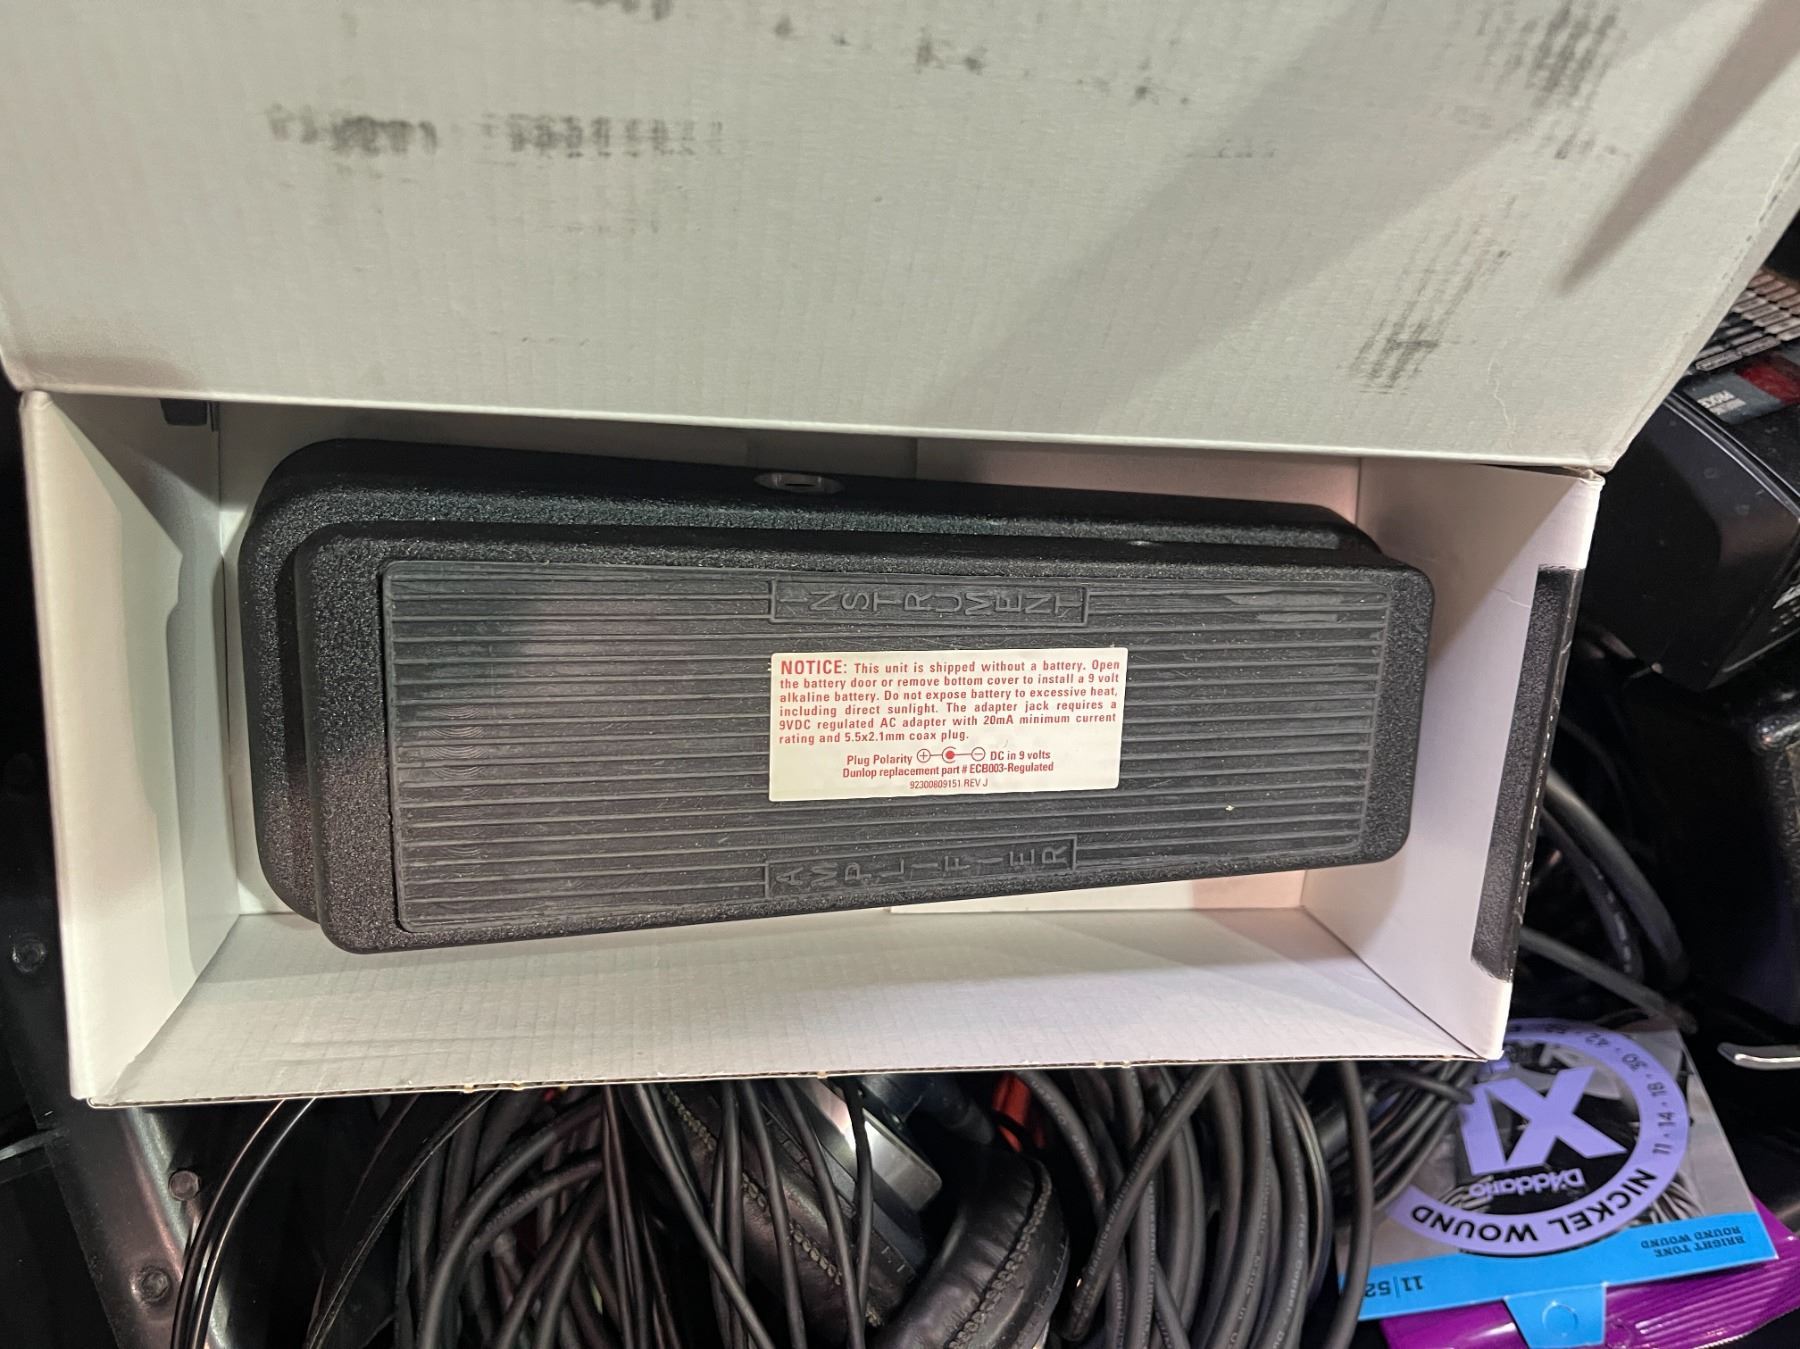 INSTRUMENT
NOTICE: This unit is shipped without a battery. Open
the battery door or remove bottom cover to install a 9 volt
alkaline battery. Do not expose battery to excessive heat,
including direct sunlight. The adapter jack requires a
9VDC regulated AC adapter with 20mA minimum current
rating and 5.5x2.1mm coax plug.
Plug Polarity + - DC in 9 volts
Dunlop replacement part # ECB003-Regulated
92300809151 REV J
AMPLIFIER
XS
D'Addario
NICKEL WOUND
11 · 14 · 18 · 30 · 42 · 52
BRIGHT TONE
ROUND WOUND
11|52